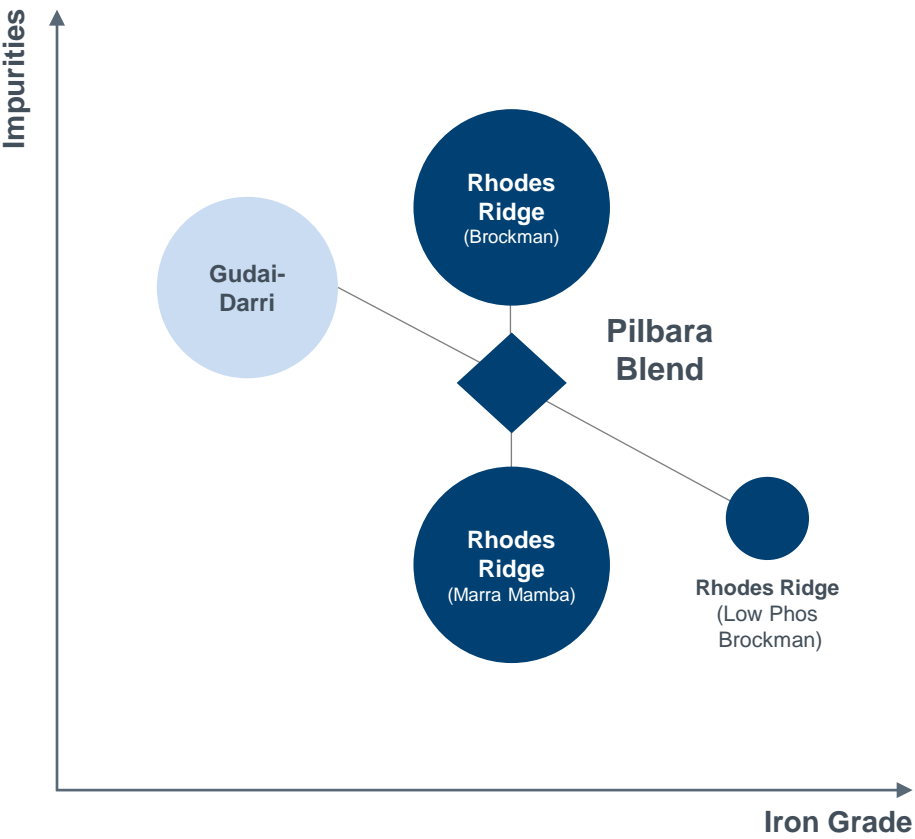 Impurities
Rhodes
Ridge
(Brockman)
Gudai-
Darri
Pilbara
Blend
Rhodes
Ridge
(Marra Mamba)
Rhodes Ridge
(Low Phos
Brockman)
Iron Grade